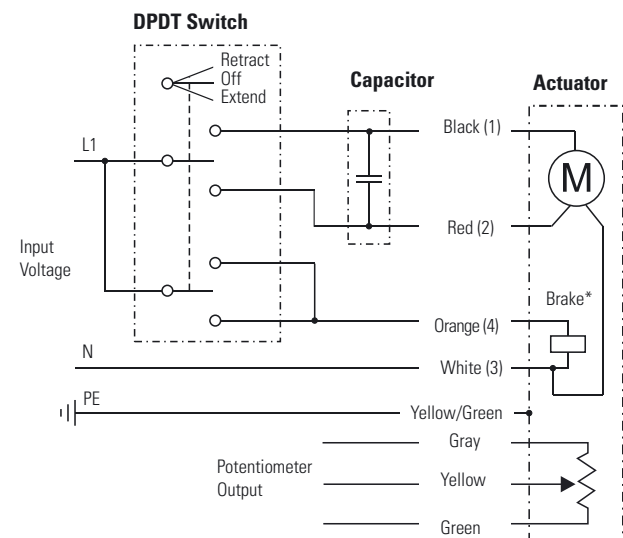 DPDT Switch
Retract
Off
Extend
Capacitor
Actuator
L1
Black (1)
M
Red (2)
Input
Voltage
Brake*
Orange (4)
N
White (3)
PE
Yellow/Green
Gray
Potentiometer
Output
Yellow
Green